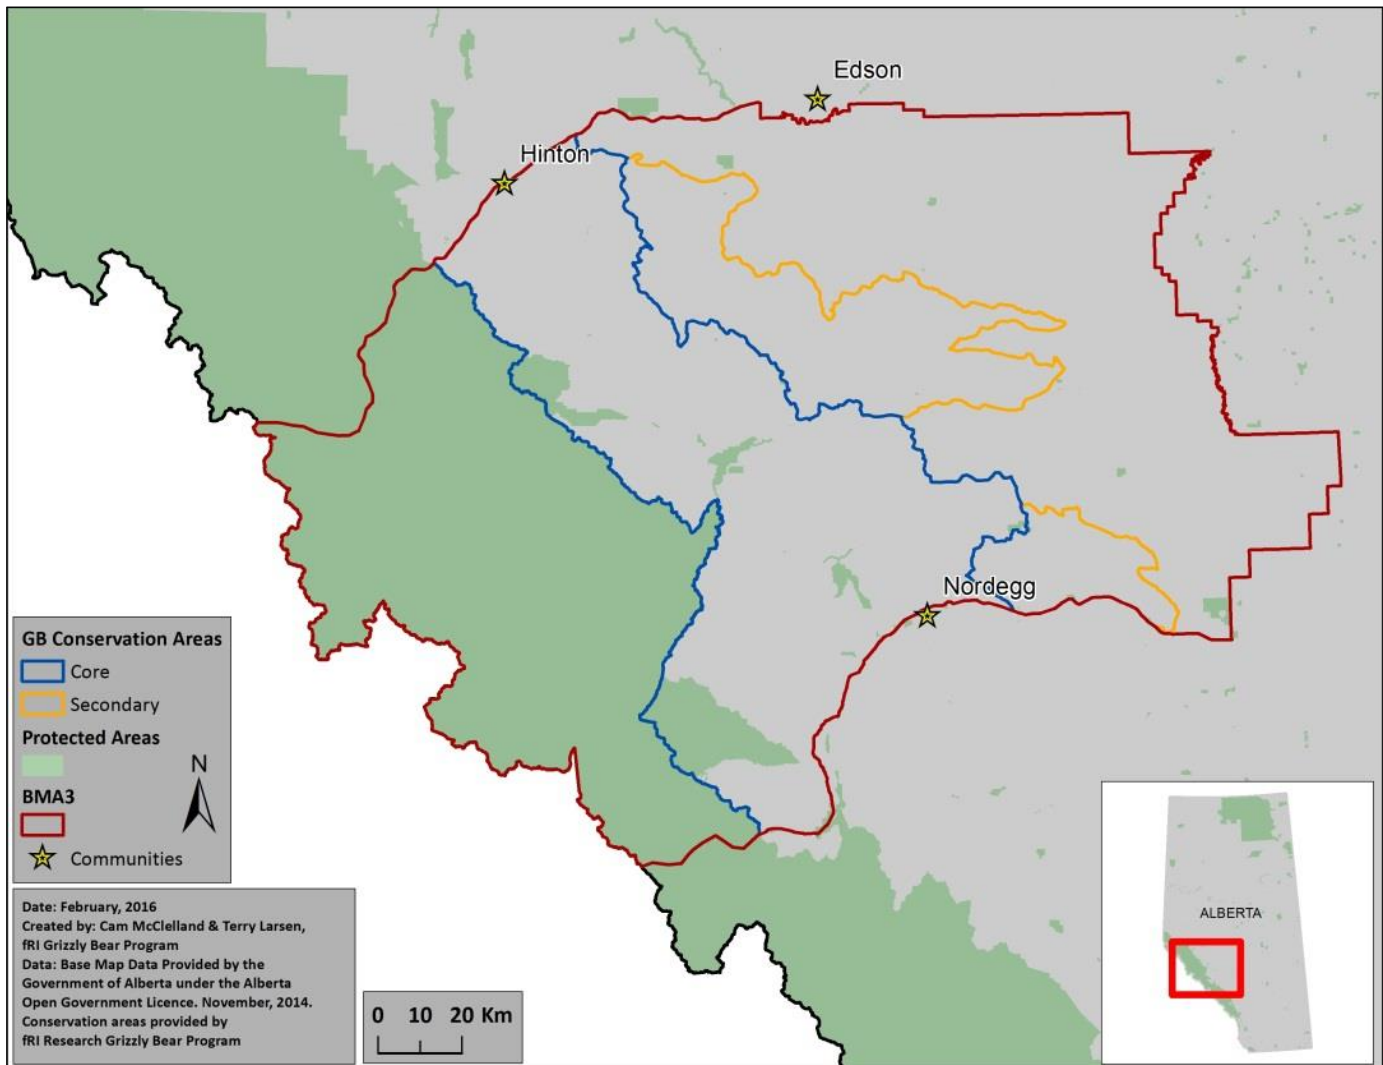 Edson
Hinton
Nordegg
GB Conservation Areas
Core
Secondary
Protected Areas
N
BMA3
Communities
Date: February, 2016
Created by: Cam McClelland & Terry Larsen,
fRI Grizzly Bear Program
Data: Base Map Data Provided by the
Government of Alberta under the Alberta
Open Government Licence. November, 2014.
Conservation areas provided by
fRI Research Grizzly Bear Program
0 10 20 Km
ALBERTA